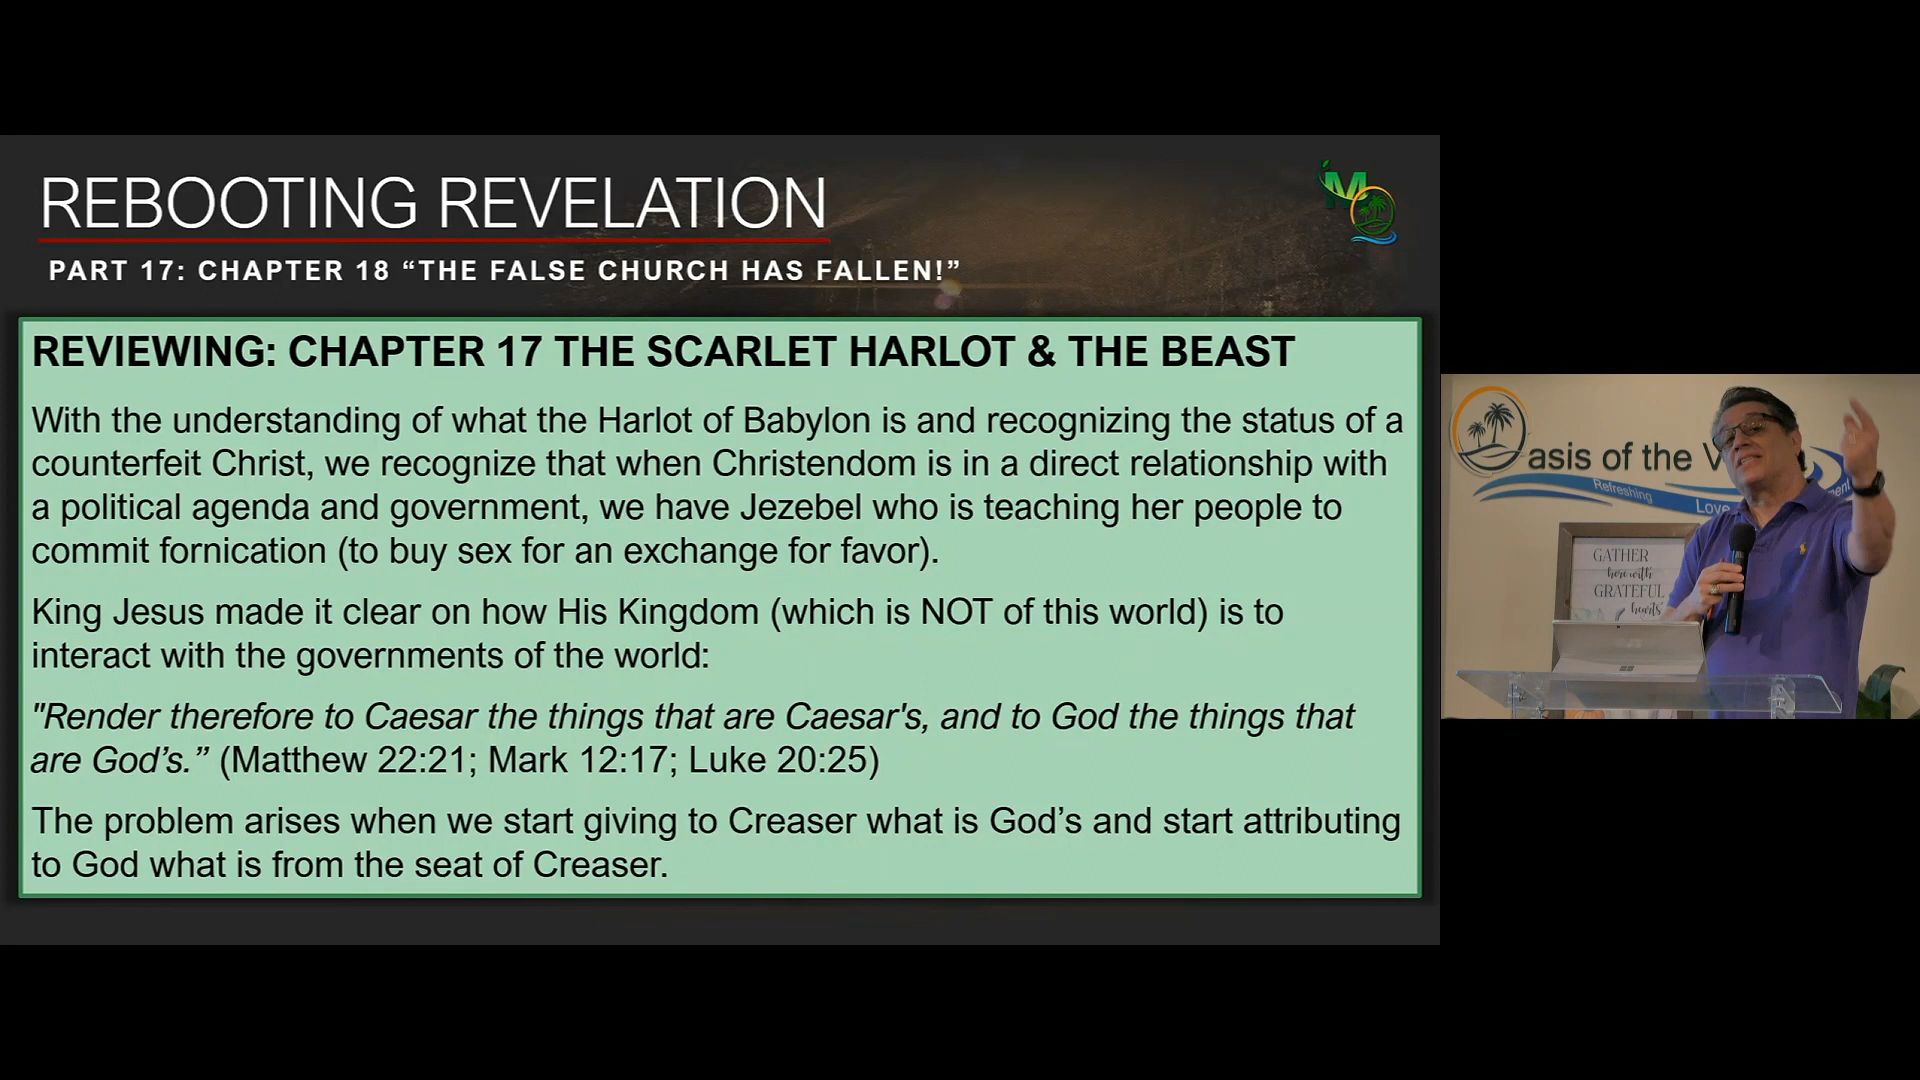 REBOOTING REVELATION
PART 17: CHAPTER 18 “THE FALSE CHURCH HAS FALLEN!”
REVIEWING: CHAPTER 17 THE SCARLET HARLOT & THE BEAST
With the understanding of what the Harlot of Babylon is and recognizing the status of a
counterfeit Christ, we recognize that when Christendom is in a direct relationship with
a political agenda and government, we have Jezebel who is teaching her people to
commit fornication (to buy sex for an exchange for favor).
King Jesus made it clear on how His Kingdom (which is NOT of this world) is to
interact with the governments of the world:
"Render therefore to Caesar the things that are Caesar's, and to God the things that
are God’s.” (Matthew 22:21; Mark 12:17; Luke 20:25)
The problem arises when we start giving to Creaser what is God’s and start attributing
to God what is from the seat of Creaser.
asis of the V
Refreshing
Love
GATHER
here with
GRATEFUL
hearts